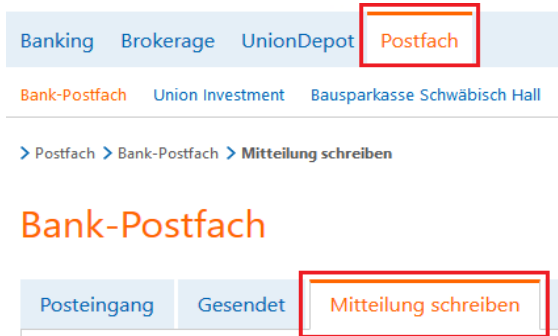 Banking Brokerage UnionDepot Postfach
Bank-Postfach Union Investment Bausparkasse Schwäbisch Hall
> Postfach > Bank-Postfach > Mitteilung schreiben
Bank-Postfach
Posteingang Gesendet Mitteilung schreiben